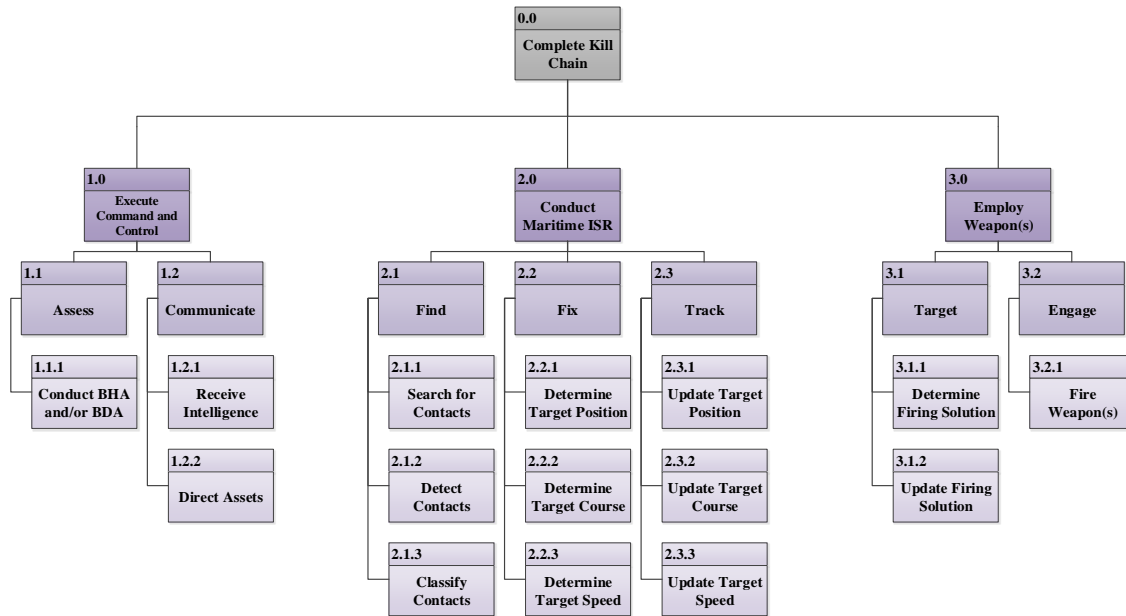 0.0
Complete Kill
Chain
1.0
Execute
Command and
Control
2.0
Conduct
Maritime ISR
3.0
Employ
Weapon(s)
1.1
Assess
1.2
Communicate
2.1
Find
2.2
Fix
2.3
Track
3.1
Target
3.2
Engage
1.1.1
Conduct BHA
and/or BDA
1.2.1
Receive
Intelligence
2.1.1
Search for
Contacts
2.2.1
Determine
Target Position
2.3.1
Update Target
Position
3.1.1
Determine
Firing Solution
3.2.1
Fire
Weapon(s)
1.2.2
Direct Assets
2.1.2
Detect
Contacts
2.2.2
Determine
Target Course
2.3.2
Update Target
Course
3.1.2
Update Firing
Solution
2.1.3
Classify
Contacts
2.2.3
Determine
Target Speed
2.3.3
Update Target
Speed